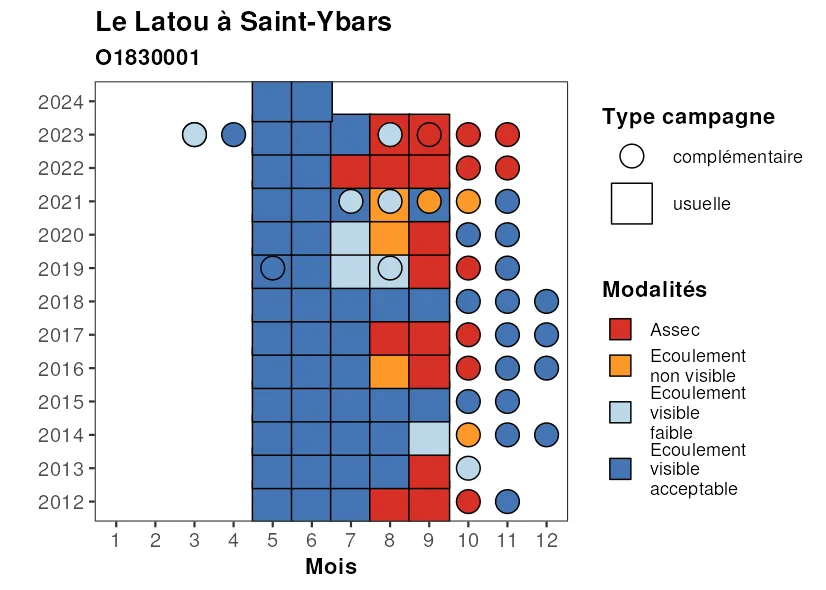 Le Latou à Saint-Ybars
O1830001
2024
2023
2022
2021
2020
2019
2018
2017
2016
2015
2014
2013
2012
1 2 3 4 5 6 7 8 9 10 11 12
Mois
Type campagne
complémentaire
usuelle
Modalités
Assec
Ecoulement
non visible
Ecoulement
visible
faible
Ecoulement
visible
acceptable